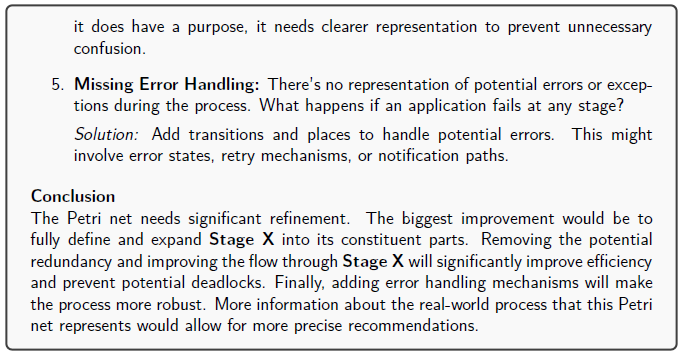 it does have a purpose, it needs clearer representation to prevent unnecessary
confusion.
5. Missing Error Handling: There's no representation of potential errors or excep-
tions during the process. What happens if an application fails at any stage?
Solution: Add transitions and places to handle potential errors. This might
involve error states, retry mechanisms, or notification paths.
Conclusion
The Petri net needs significant refinement. The biggest improvement would be to
fully define and expand Stage X into its constituent parts. Removing the potential
redundancy and improving the flow through Stage X will significantly improve efficiency
and prevent potential deadlocks. Finally, adding error handling mechanisms will make
the process more robust. More information about the real-world process that this Petri
net represents would allow for more precise recommendations.